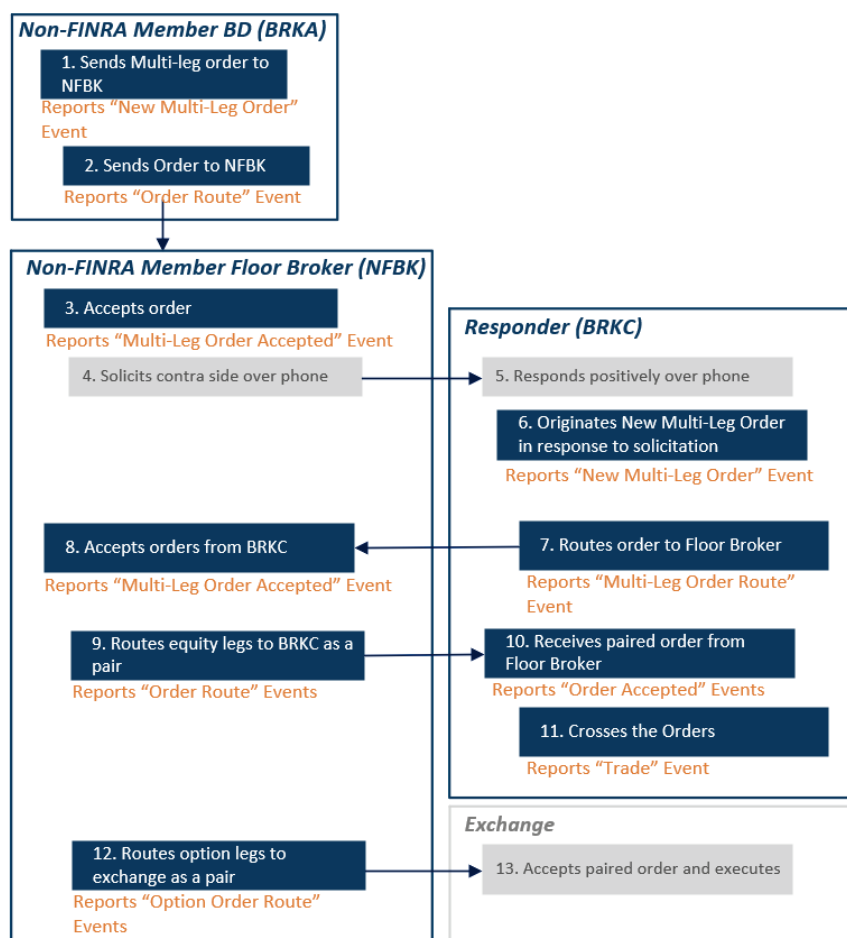 Non-FINRA Member BD (BRKA)
1. Sends Multi-leg order to
NFBK
Reports “New Multi-Leg Order”
Event
2. Sends Order to NFBK
Reports “Order Route” Event
Non-FINRA Member Floor Broker (NFBK)
3. Accepts order
Reports “Multi-Leg Order Accepted” Event
4. Solicits contra side over phone
Responder (BRKC)
5. Responds positively over phone
6. Originates New Multi-Leg Order
in response to solicitation
Reports “New Multi-Leg Order” Event
7. Routes order to Floor Broker
Reports “Multi-Leg Order Route”
Event
8. Accepts orders from BRKC
Reports “Multi-Leg Order Accepted” Event
9. Routes equity legs to BRKC as a
pair
Reports “Order Route” Events
10. Receives paired order from
Floor Broker
Reports “Order Accepted” Events
11. Crosses the Orders
Reports “Trade” Event
12. Routes option legs to
exchange as a pair
Reports “Option Order Route”
Events
Exchange
13. Accepts paired order and executes